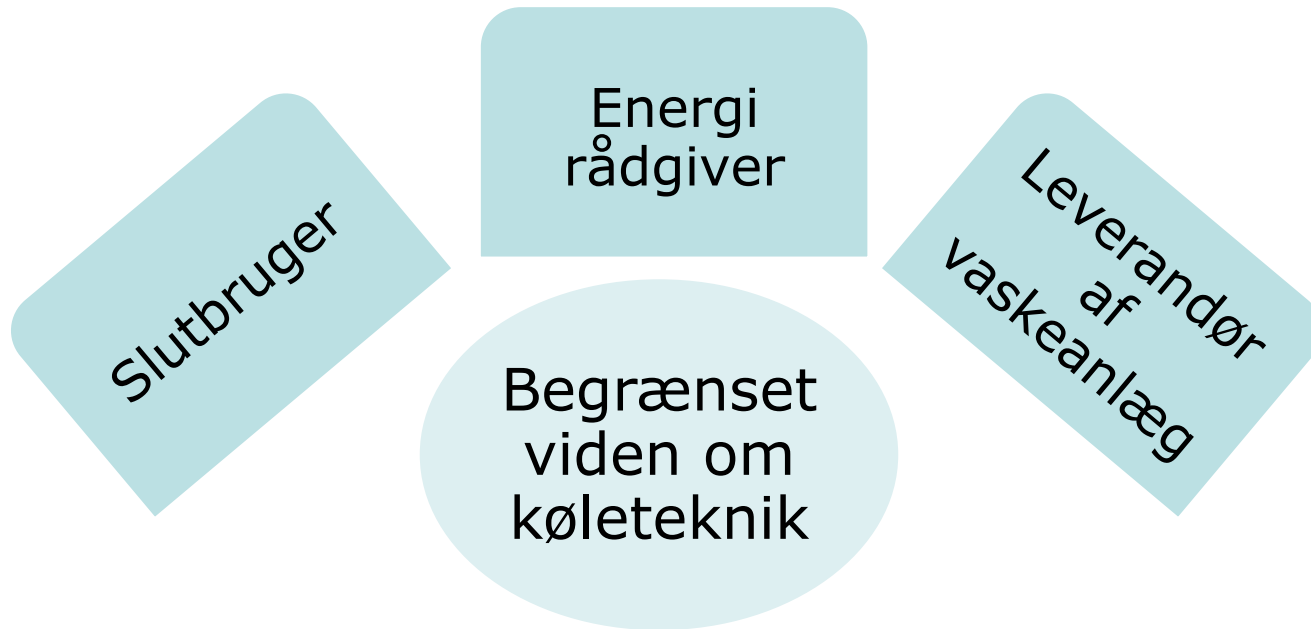 Slutbruger
Energi
rådgiver
Leverandør
af
vaskeanlæg
Begrænset
viden om
køleteknik